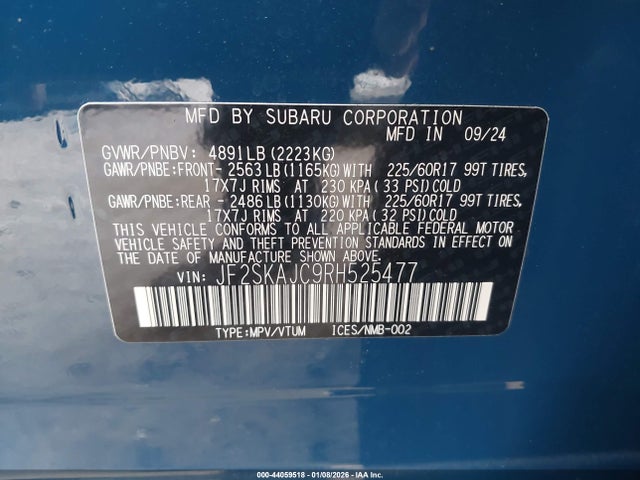 MFD BY SUBARU CORPORATION
MFD IN 09/24
GVWR/PNBV: 4891LB (2223KG)
GAWR/PNBE:FRONT- 2563LB (1165KG) WITH 225/60R17 99T TIRES,
17X7J RIMS AT 230 KPA (33 PSI) COLD
GAWR/PNBE:REAR - 2486LB (1130KG) WITH 225/60R17 99T TIRES,
17X7J RIMS AT 220 KPA (32 PSI) COLD
THIS VEHICLE CONFORMS TO ALL APPLICABLE FEDERAL MOTOR
VEHICLE SAFETY AND THEFT PREVENTION STANDARDS IN EFFECT ON
THE DATE OF MANUFACTURE SHOWN ABOVE.
VIN: JF2SKAJC9RH525477
TYPE:MPV/VTUM ICES/NMB-002
000-44059518 - 01/08/2026 - IAA Inc.